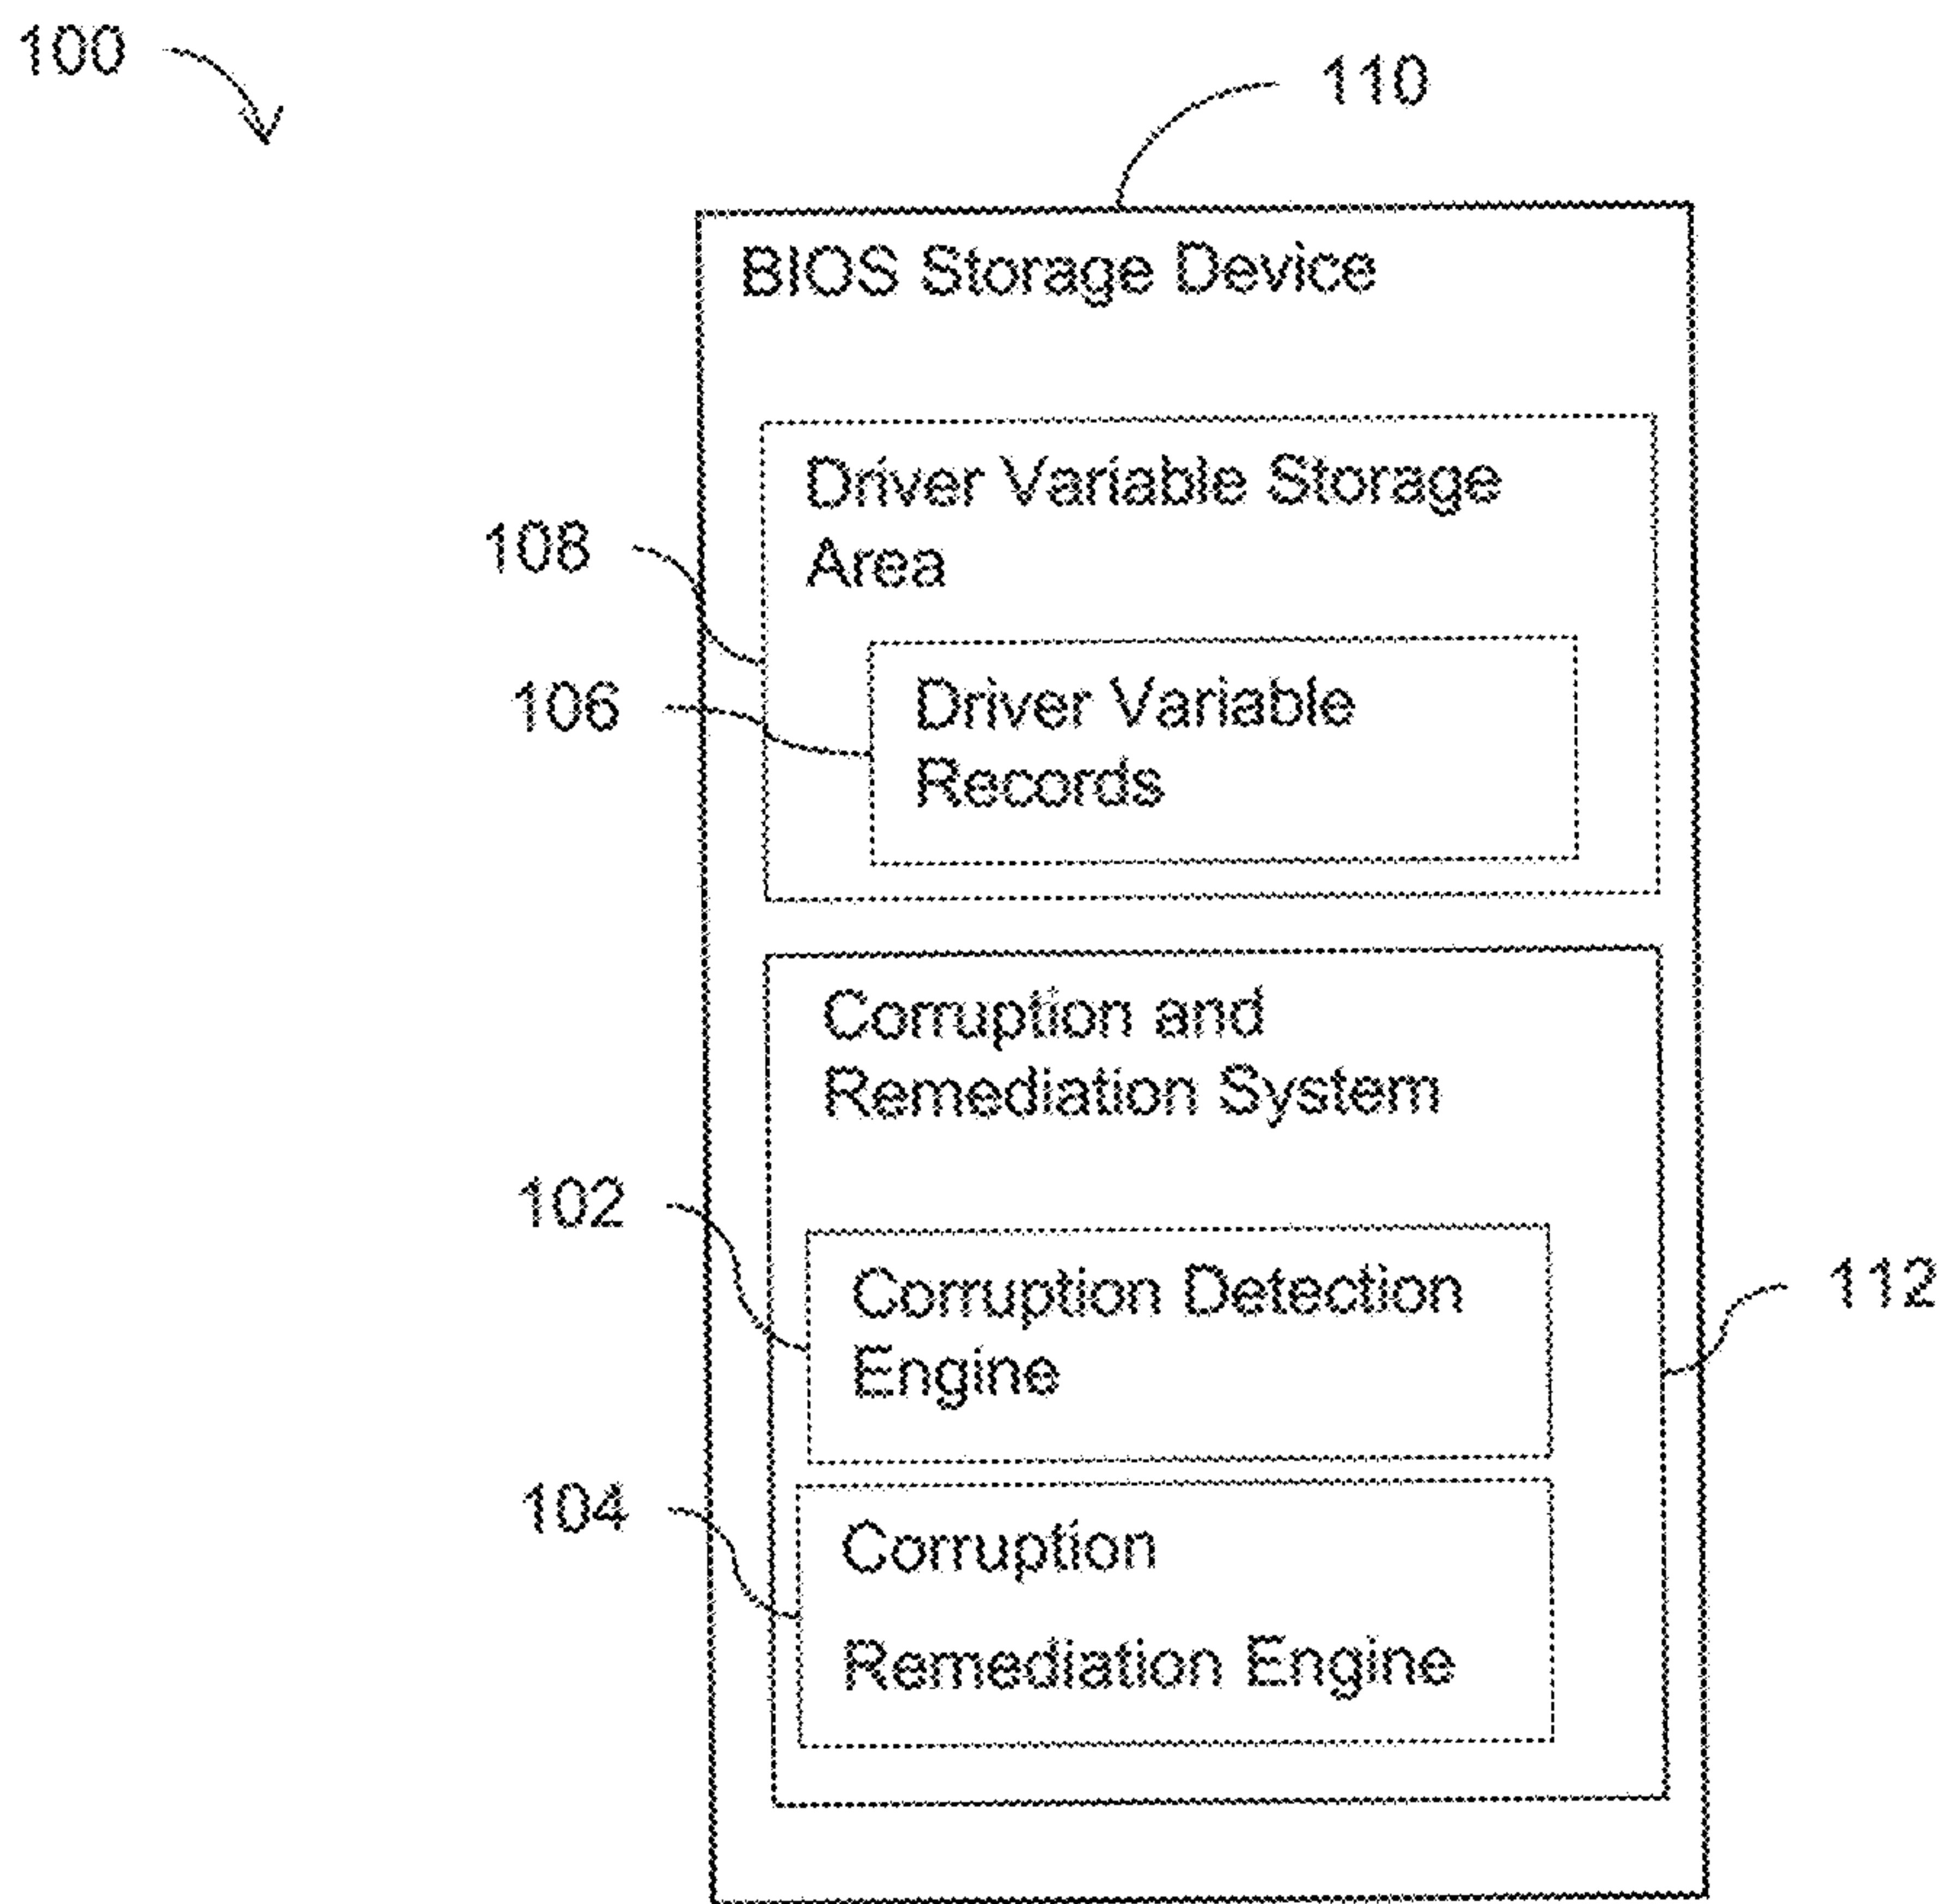 100
110
BIOS Storage Device
Driver Variable Storage
Area
108
106
Driver Variable
Records
Corruption and
Remediation System
102
Corruption Detection
Engine
112
104
Corruption
Remediation Engine